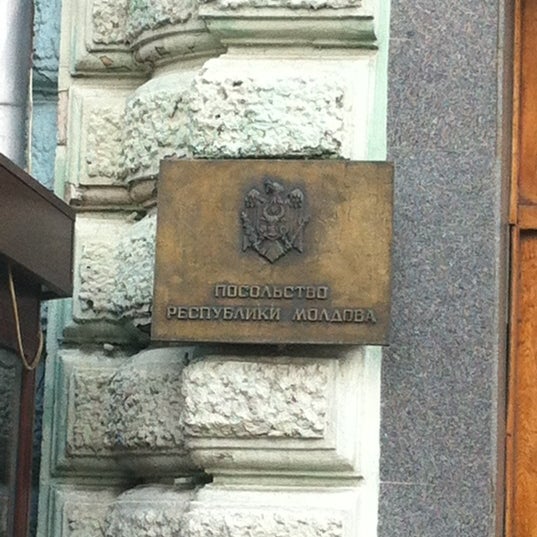 ПОСОЛЬСТВО
РЕСПУБЛИКИ МОЛДОВА